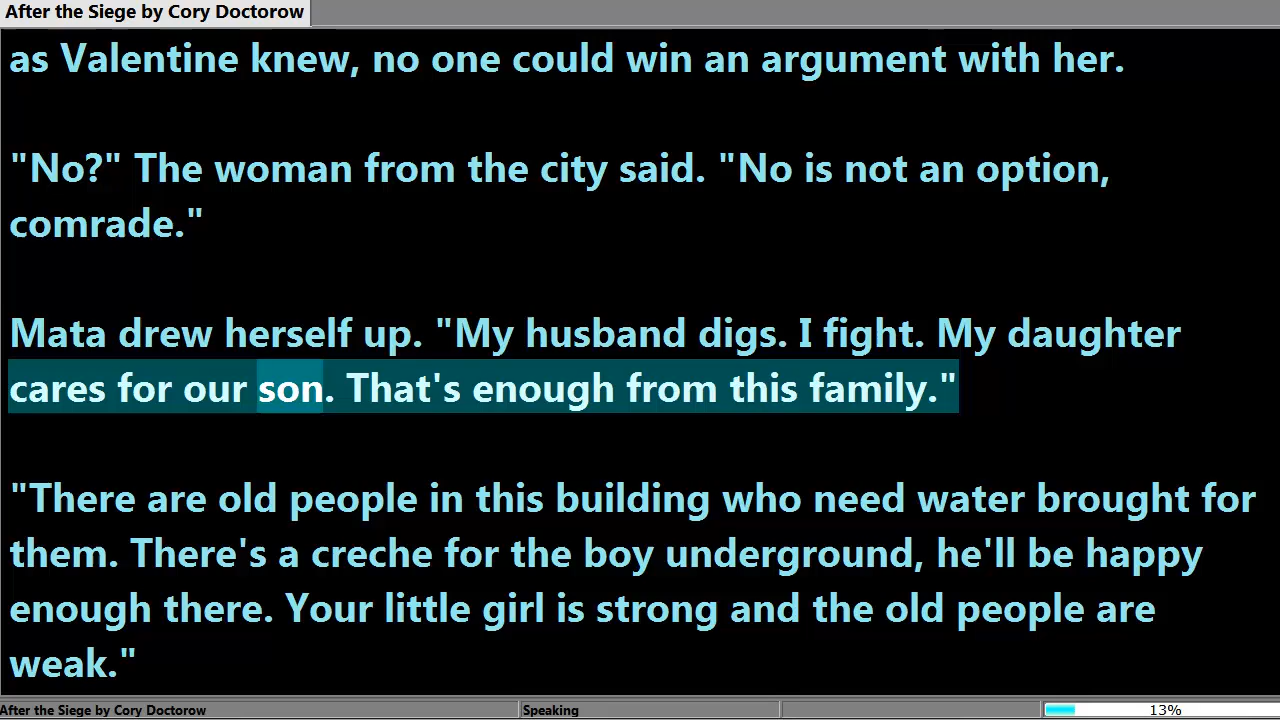 After the Siege by Cory Doctorow
as Valentine knew, no one could win an argument with her.
"No?" The woman from the city said. "No is not an option,
comrade."
Mata drew herself up. "My husband digs. I fight. My daughter
cares for our son. That's enough from this family."
"There are old people in this building who need water brought for
them. There's a creche for the boy underground, he'll be happy
enough there. Your little girl is strong and the old people are
weak."
After the Siege by Cory Doctorow
Speaking
13%